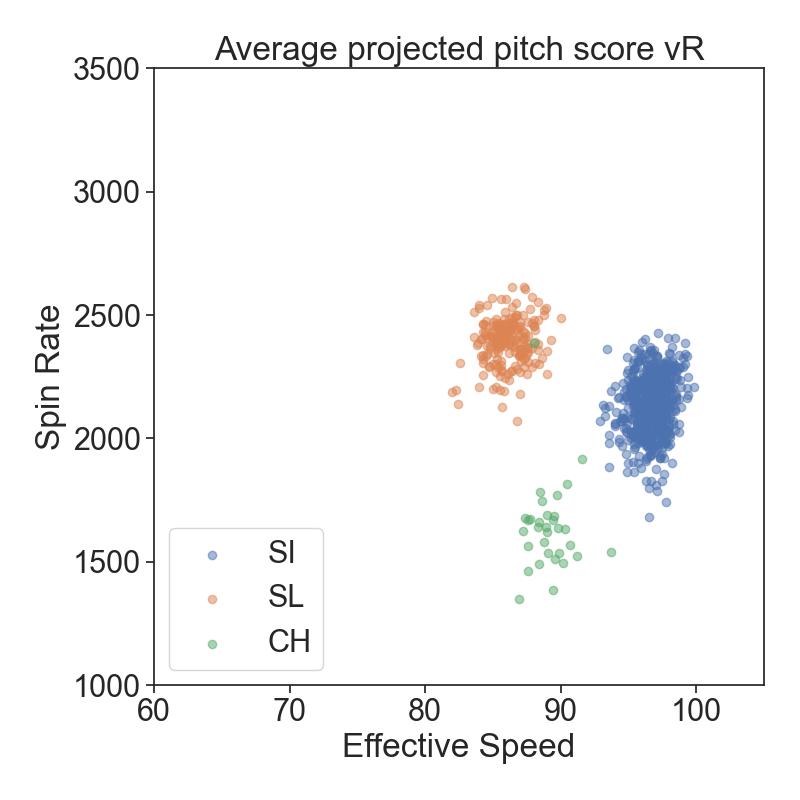 Average projected pitch score vR
3500
3000
2500
2000
1500
1000
Spin Rate
SI
SL
CH
60 70 80 90 100
Effective Speed